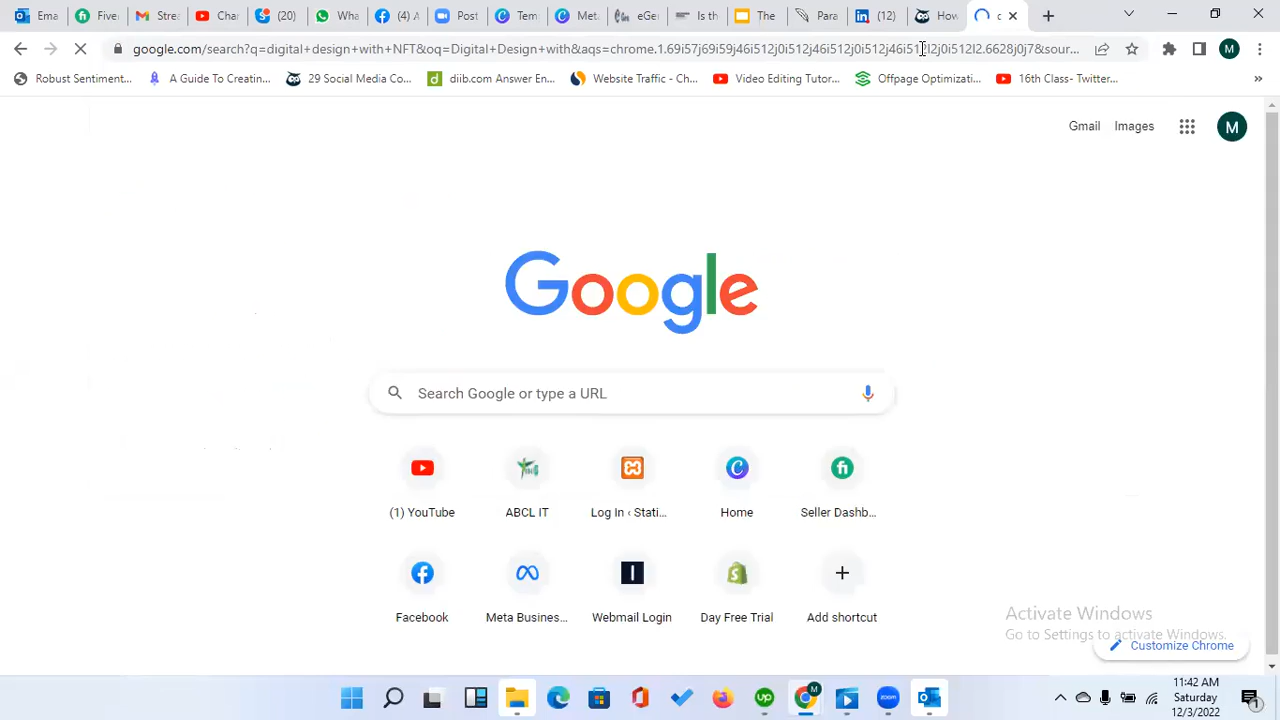 Ema Five Stree Cha (20) Wha (4) A Post Ten Met eGe Is th The Para (12) How c
google.com/search?q=digital+design+with+NFT&oq=Digital+Design+with&aqs=chrome.1.69i57j69i59j46i512j0i512j46i512j0i512j46i512j0i512l2.6628j0j7&sour...
Robust Sentiment... A Guide To Creatin... 29 Social Media To... diib.com Answer En... Website Traffic - Ch... Video Editing Tutor... Offpage Optimizati... 16th Class- Twitter...
Gmail Images M
Google
Search Google or type a URL
(1) YouTube ABCL IT Log In ‹ Stati... Home Seller Dashb...
Facebook Meta Busines... Webmail Login Day Free Trial Add shortcut
Activate Windows
Go to Settings to activate Windows.
Customize Chrome
11:42 AM
Saturday
12/3/2022